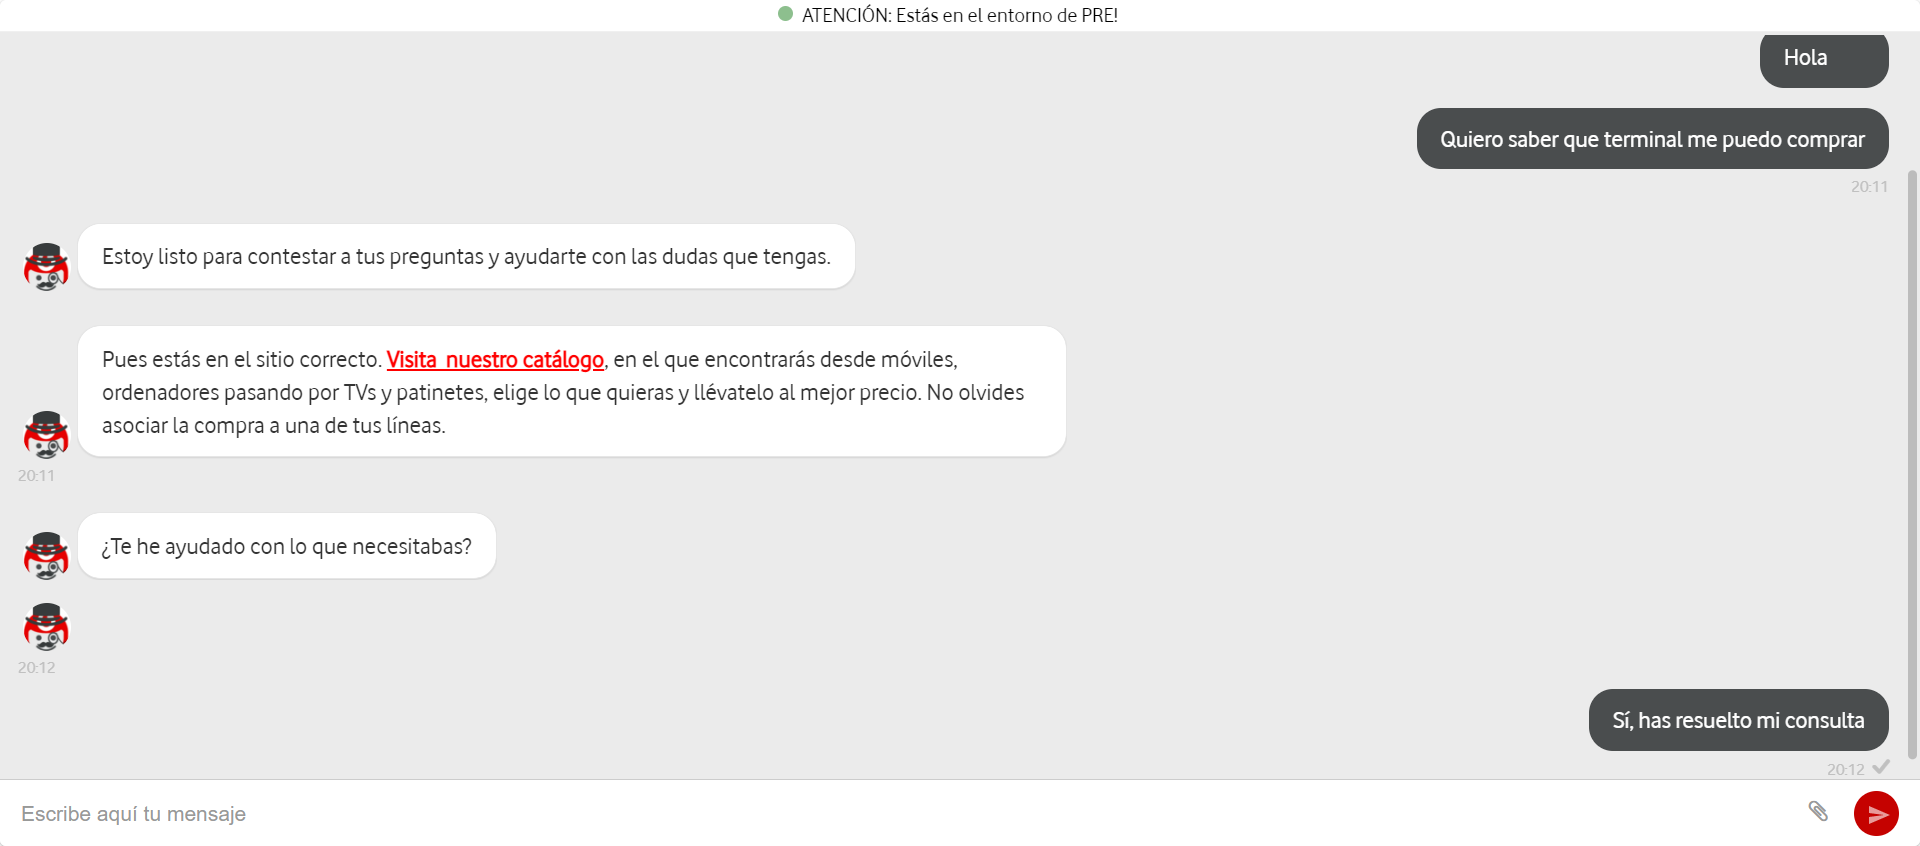 ATENCIÓN: Estás en el entorno de PRE!
Hola
Quiero saber que terminal me puedo comprar
20:11
Estoy listo para contestar a tus preguntas y ayudarte con las dudas que tengas.
Pues estás en el sitio correcto. Visita  nuestro catálogo, en el que encontrarás desde móviles,
ordenadores pasando por TVs y patinetes, elige lo que quieras y llévatelo al mejor precio. No olvides
asociar la compra a una de tus líneas.
20:11
¿Te he ayudado con lo que necesitabas?
20:12
Sí, has resuelto mi consulta
20:12
Escribe aquí tu mensaje